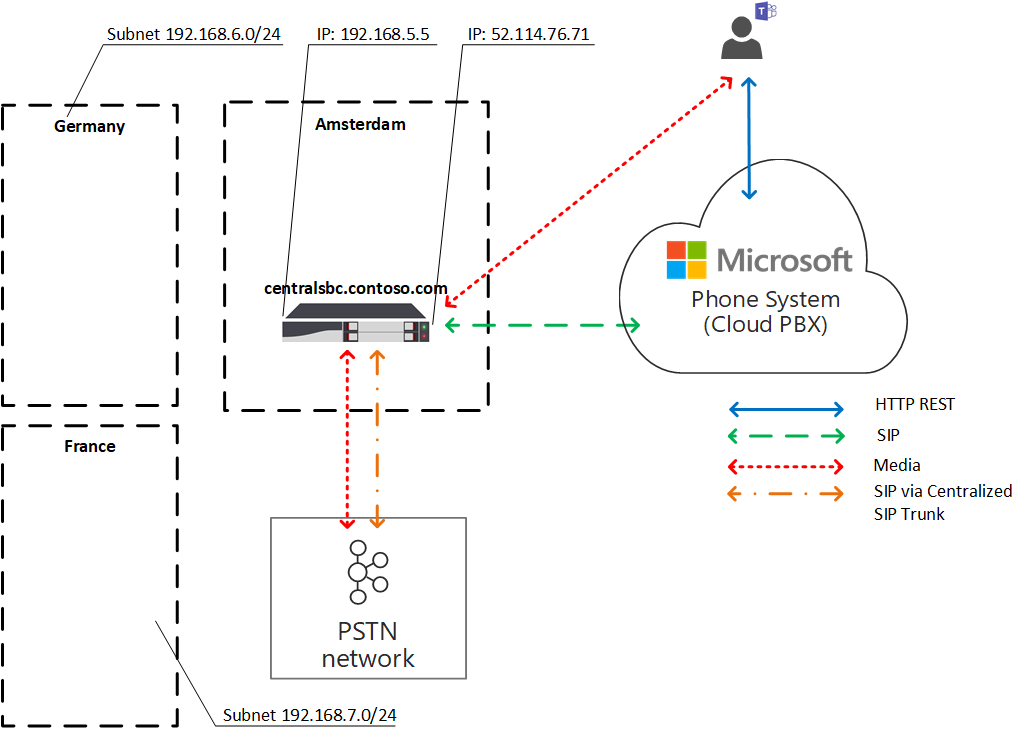 Subnet 192.168.6.0/24
IP: 192.168.5.5
IP: 52.114.76.71
T
Germany
Amsterdam
centralsbc.contoso.com
Microsoft
Phone System
(Cloud PBX)
HTTP REST
SIP
Media
SIP via Centralized
SIP Trunk
France
PSTN
network
Subnet 192.168.7.0/24